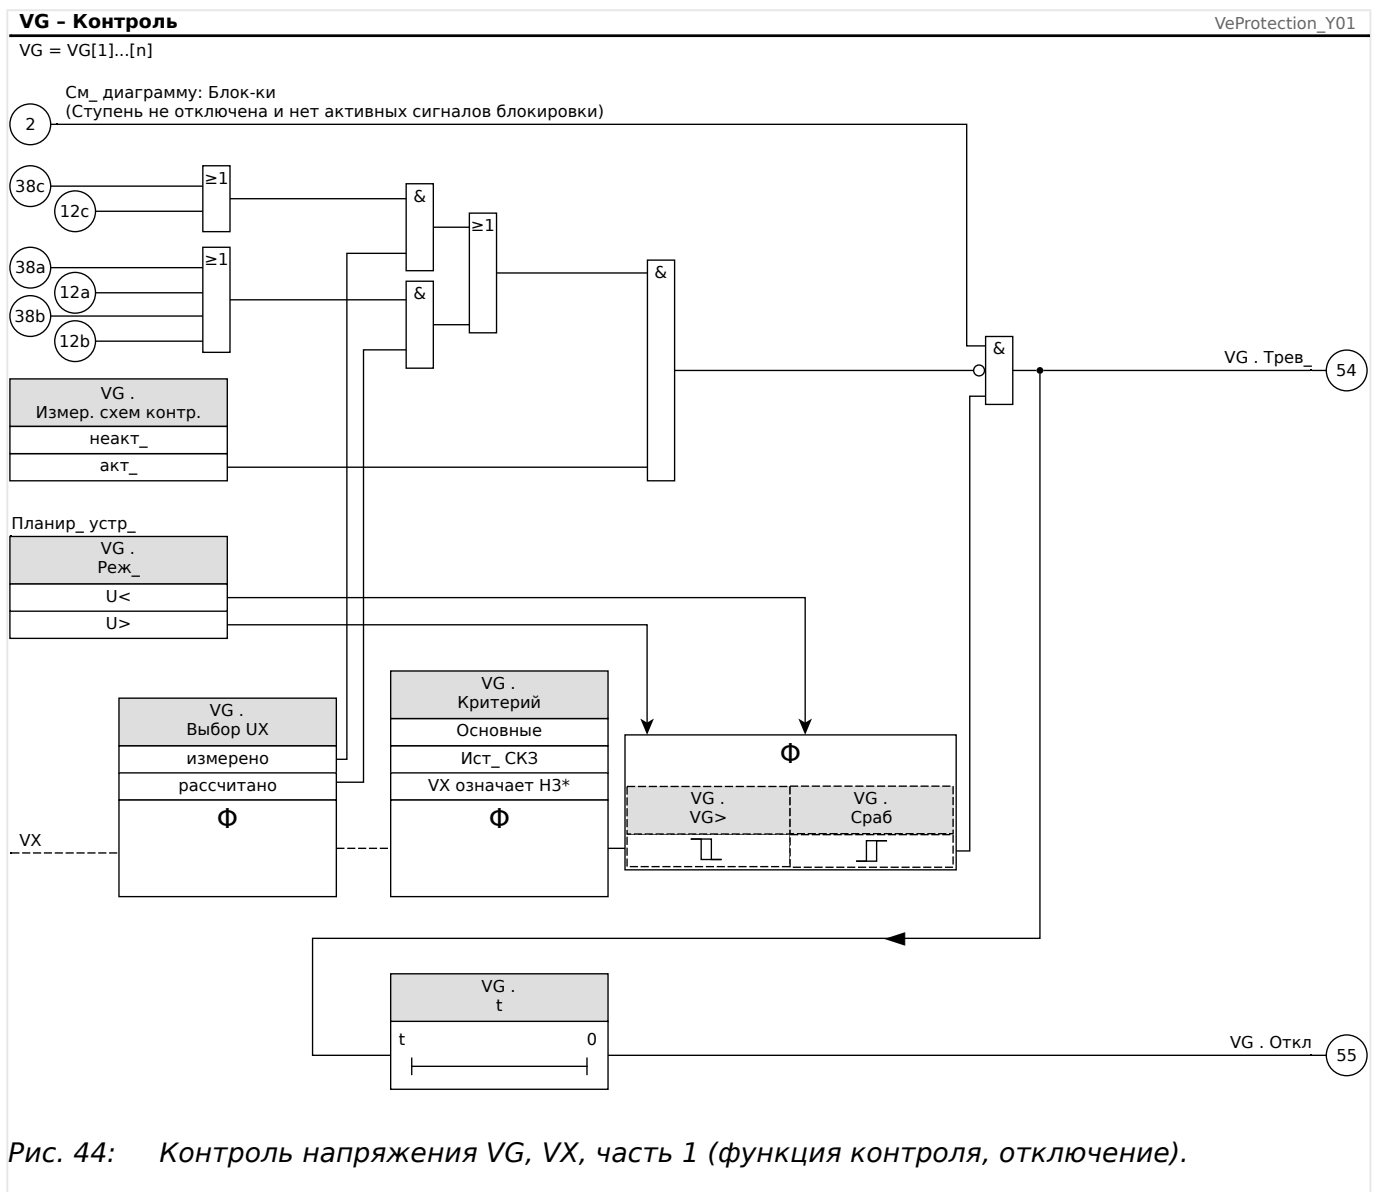 VG – Контроль
VeProtection_Y01
VG = VG[1]...[n]
См_ диаграмму: Блок-ки
(Ступень не отключена и нет активных сигналов блокировки)
2
38c
12c
≥1
&
≥1
38a
12a
38b
12b
≥1
&
&
&
VG . Трев_
54
VG .
Измер. схем контр.
неакт_
акт_
Планир_ устр_
VG .
Реж_
U<
U>
VG .
Выбор UX
измерено
рассчитано
Φ
VX
VG .
Критерий
Основные
Ист_ СКЗ
VX означает НЗ*
Φ
Φ
VG .
VG>
VG .
Сраб
VG .
t
t
0
VG . Откл
55
Рис. 44: Контроль напряжения VG, VX, часть 1 (функция контроля, отключение).